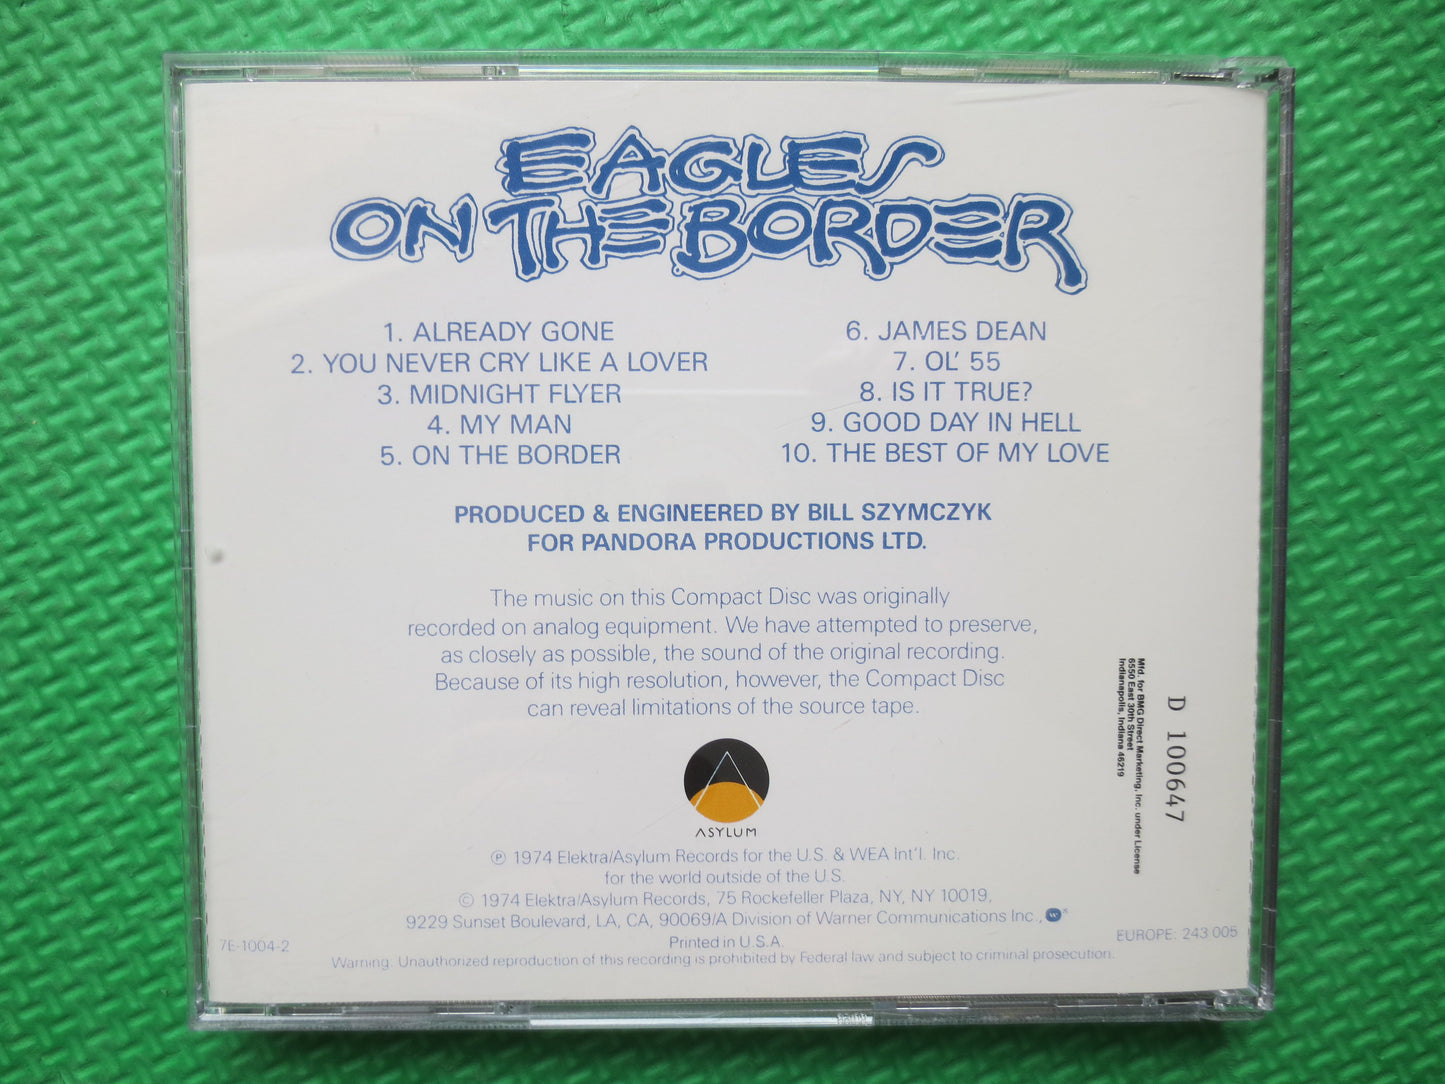 EAGLES
ON THE BORDER
1. ALREADY GONE
2. YOU NEVER CRY LIKE A LOVER
3. MIDNIGHT FLYER
4. MY MAN
5. ON THE BORDER
6. JAMES DEAN
7. OL' 55
8. IS IT TRUE?
9. GOOD DAY IN HELL
10. THE BEST OF MY LOVE
PRODUCED & ENGINEERED BY BILL SZYMCZYK
FOR PANDORA PRODUCTIONS LTD.
The music on this Compact Disc was originally
recorded on analog equipment. We have attempted to preserve,
as closely as possible, the sound of the original recording.
Because of its high resolution, however, the Compact Disc
can reveal limitations of the source tape.
ASYLUM
℗ 1974 Elektra/Asylum Records for the U.S. & WEA Int'l. Inc.
for the world outside of the U.S.
© 1974 Elektra/Asylum Records, 75 Rockefeller Plaza, NY, NY 10019,
9229 Sunset Boulevard, LA, CA, 90069/A Division of Warner Communications Inc.,
Printed in U.S.A.
7E-1004-2
EUROPE: 243 005
Warning: Unauthorized reproduction of this recording is prohibited by Federal law and subject to criminal prosecution.
Mfd. for BMG Direct Marketing, Inc. under License
6550 East 30th Street
Indianapolis, Indiana 46219
D 100647